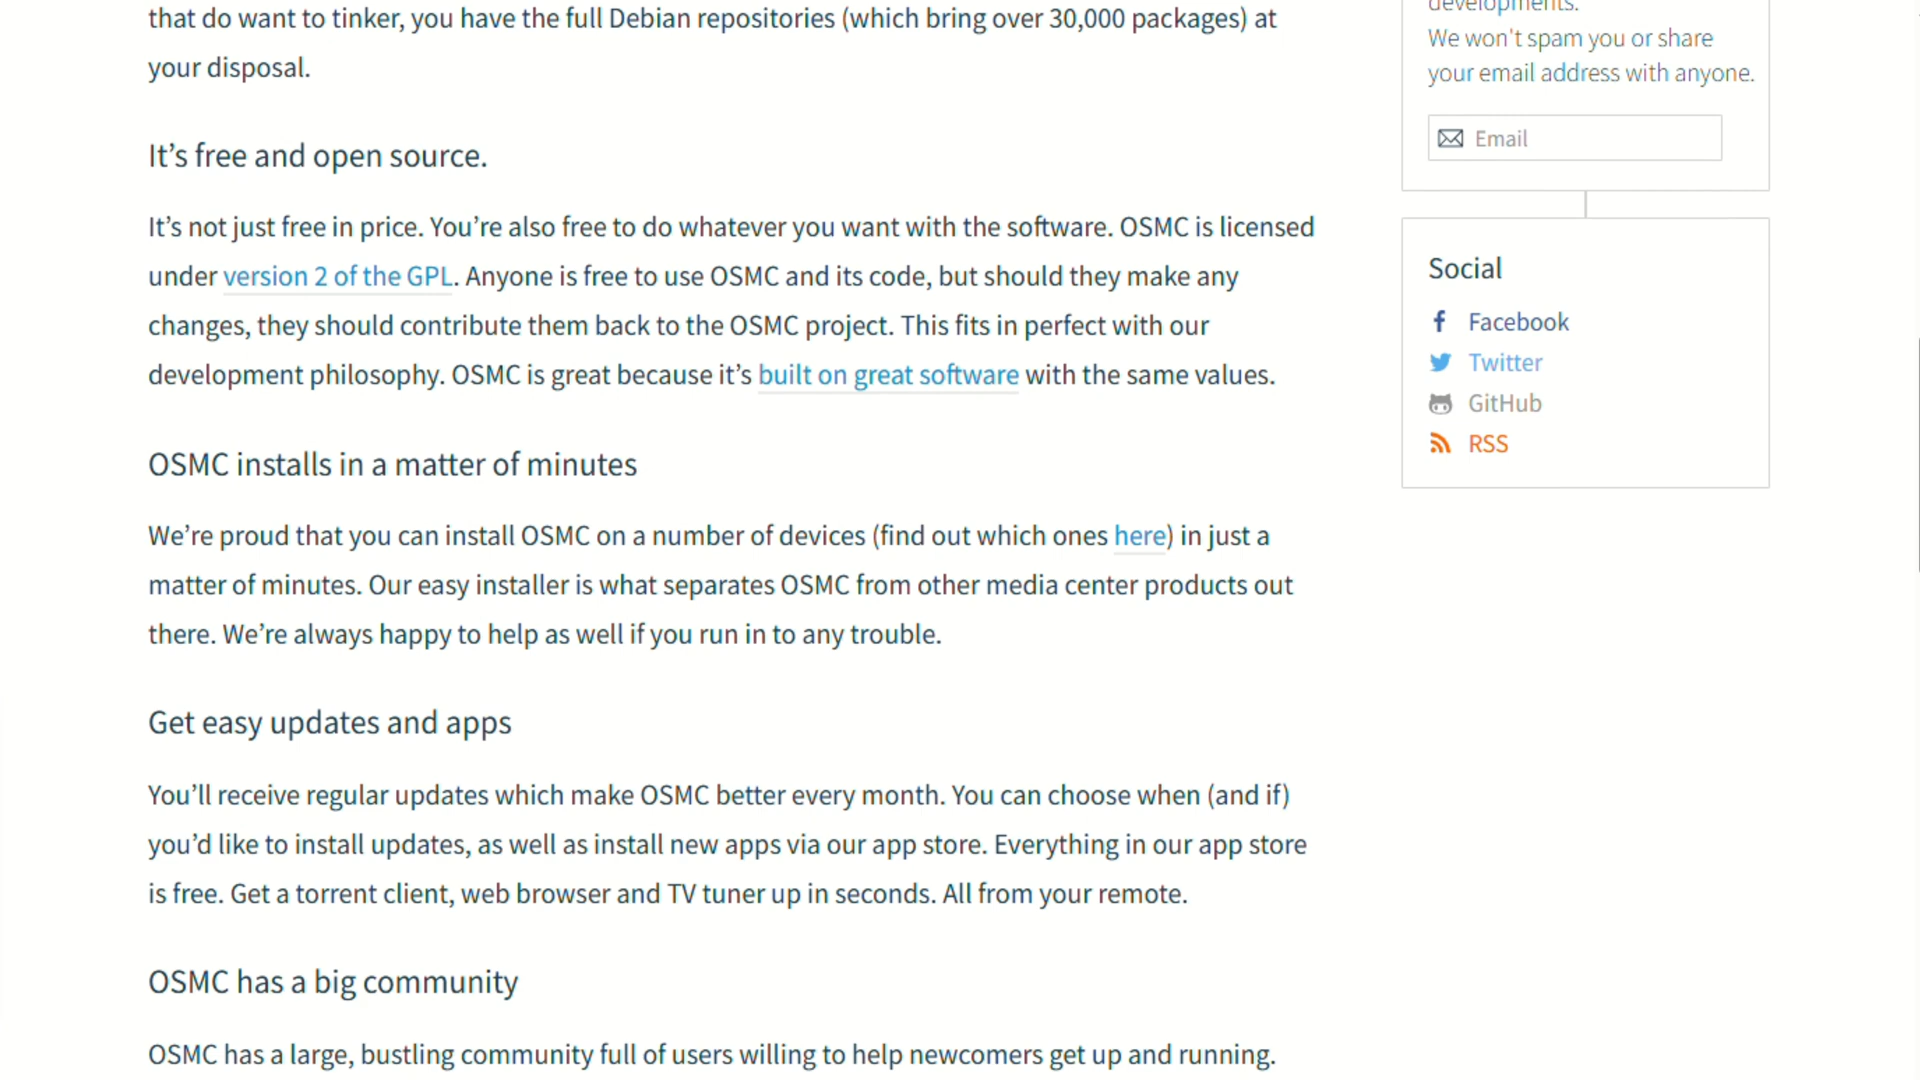 that do want to tinker, you have the full Debian repositories (which bring over 30,000 packages) at
your disposal.
It’s free and open source.
It’s not just free in price. You’re also free to do whatever you want with the software. OSMC is licensed
under version 2 of the GPL. Anyone is free to use OSMC and its code, but should they make any
changes, they should contribute them back to the OSMC project. This fits in perfect with our
development philosophy. OSMC is great because it’s built on great software with the same values.
OSMC installs in a matter of minutes
We’re proud that you can install OSMC on a number of devices (find out which ones here) in just a
matter of minutes. Our easy installer is what separates OSMC from other media center products out
there. We’re always happy to help as well if you run in to any trouble.
Get easy updates and apps
You’ll receive regular updates which make OSMC better every month. You can choose when (and if)
you’d like to install updates, as well as install new apps via our app store. Everything in our app store
is free. Get a torrent client, web browser and TV tuner up in seconds. All from your remote.
OSMC has a big community
OSMC has a large, bustling community full of users willing to help newcomers get up and running.
developments.
We won't spam you or share
your email address with anyone.
Email
Social
Facebook
Twitter
GitHub
RSS